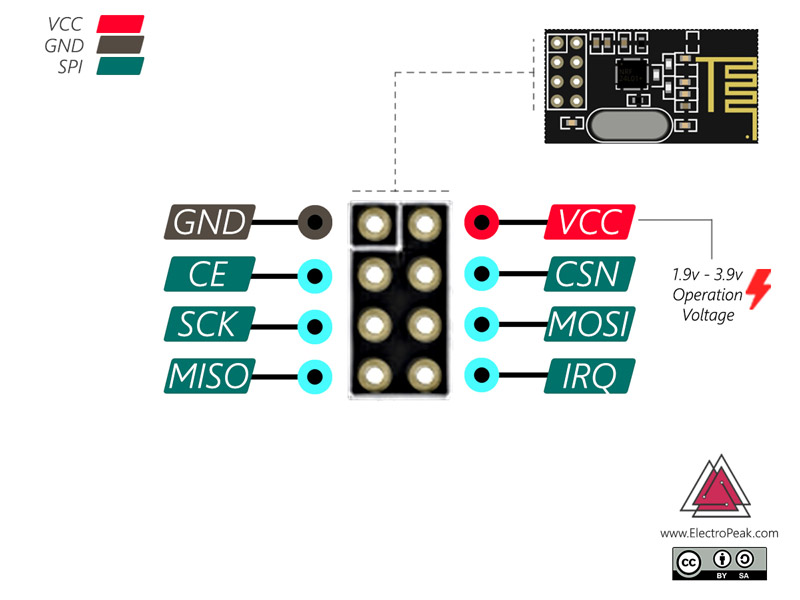 VCC
GND
SPI
GND
VCC
CE
CSN
SCK
MOSI
MISO
IRQ
1.9v - 3.9v
Operation
Voltage
www.ElectroPeak.com
cc
BY SA